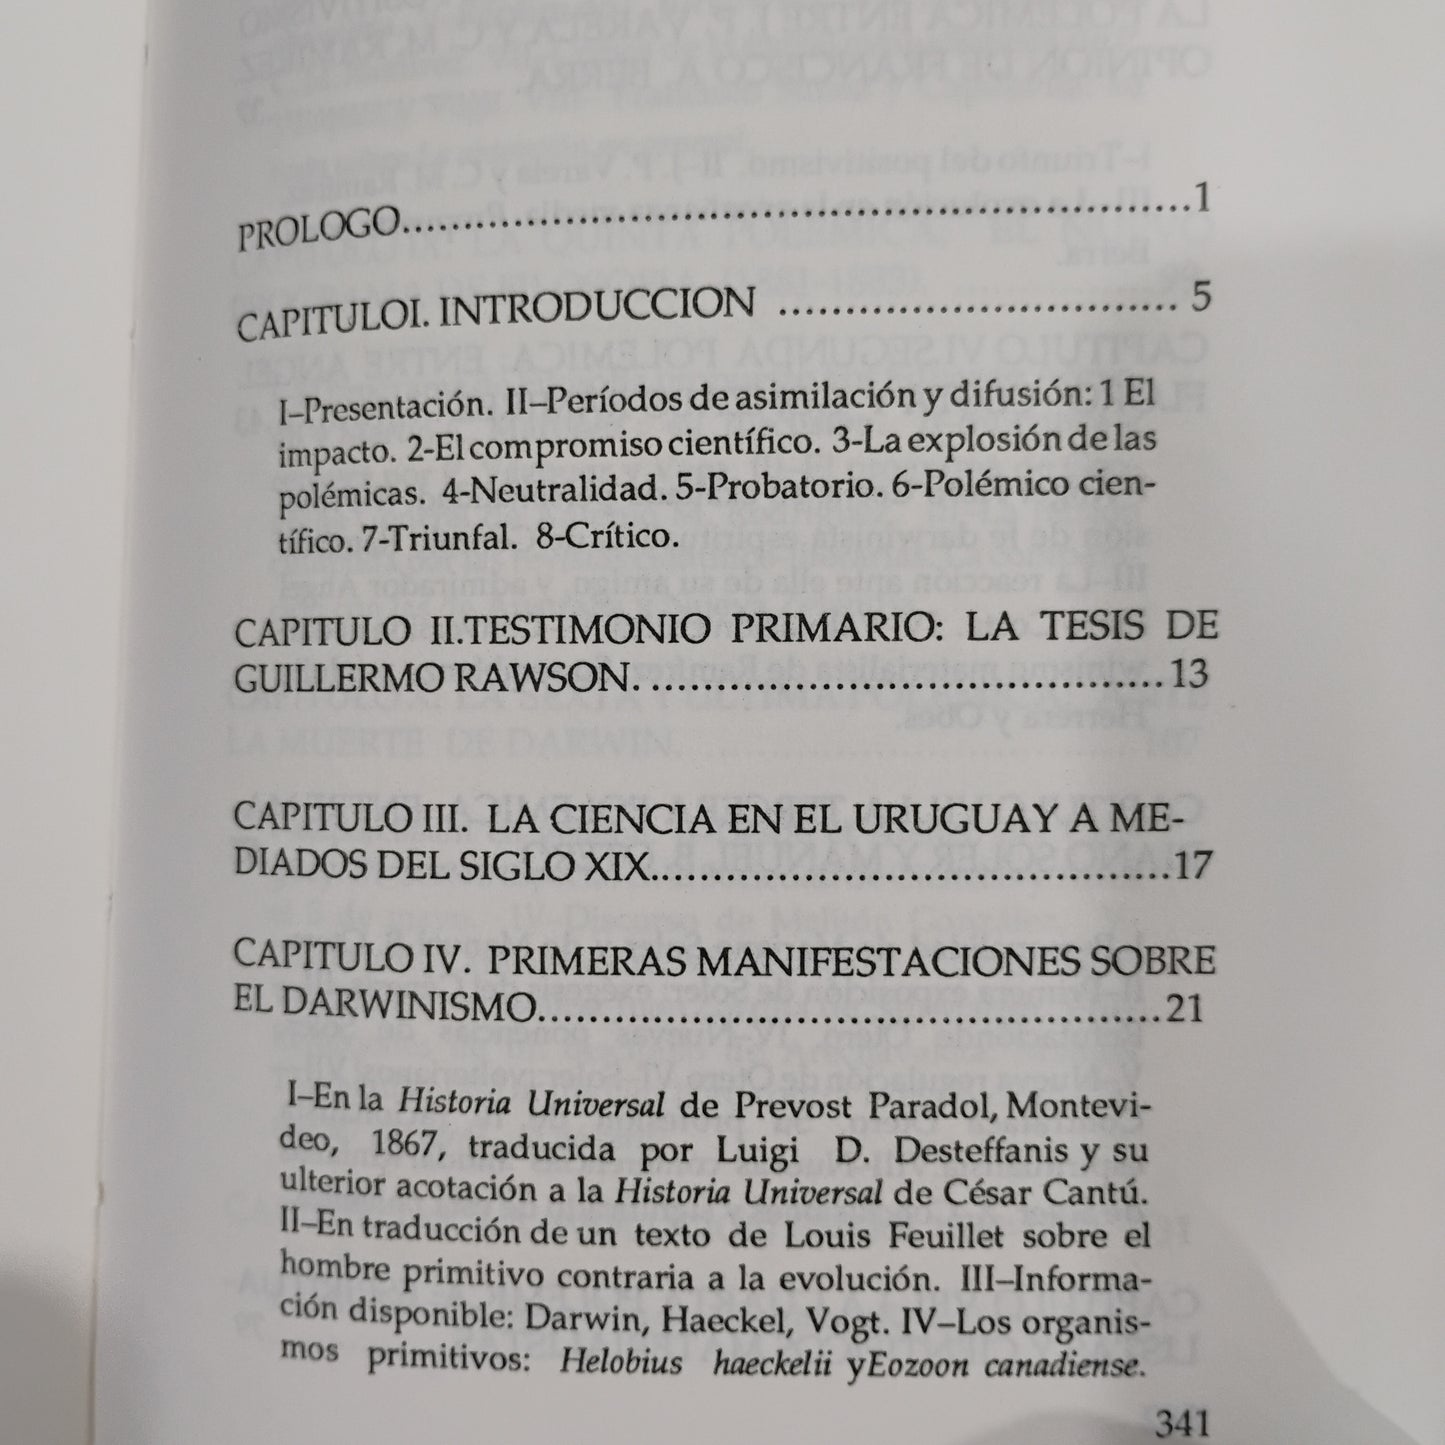 PROLOGO..............................................................1
CAPITULOI. INTRODUCCION .............................. 5
I–Presentación. II–Períodos de asimilación y difusión: 1 El
impacto. 2-El compromiso científico. 3-La explosión de las
polémicas. 4-Neutralidad. 5-Probatorio. 6-Polémico cien-
tífico. 7-Triunfal. 8-Crítico.
CAPITULO II.TESTIMONIO PRIMARIO: LA TESIS DE
GUILLERMO RAWSON. ........................................13
CAPITULO III. LA CIENCIA EN EL URUGUAY A ME-
DIADOS DEL SIGLO XIX.........................................17
CAPITULO IV. PRIMERAS MANIFESTACIONES SOBRE
EL DARWINISMO.................................................21
I–En la Historia Universal de Prevost Paradol, Montevi-
deo, 1867, traducida por Luigi D. Desteffanis y su
ulterior acotación a la Historia Universal de César Cantú.
II–En traducción de un texto de Louis Feuillet sobre el
hombre primitivo contraria a la evolución. III–Informa-
ción disponible: Darwin, Haeckel, Vogt. IV–Los organis-
mos primitivos: Helobius haeckelii yEozoon canadiense.
341